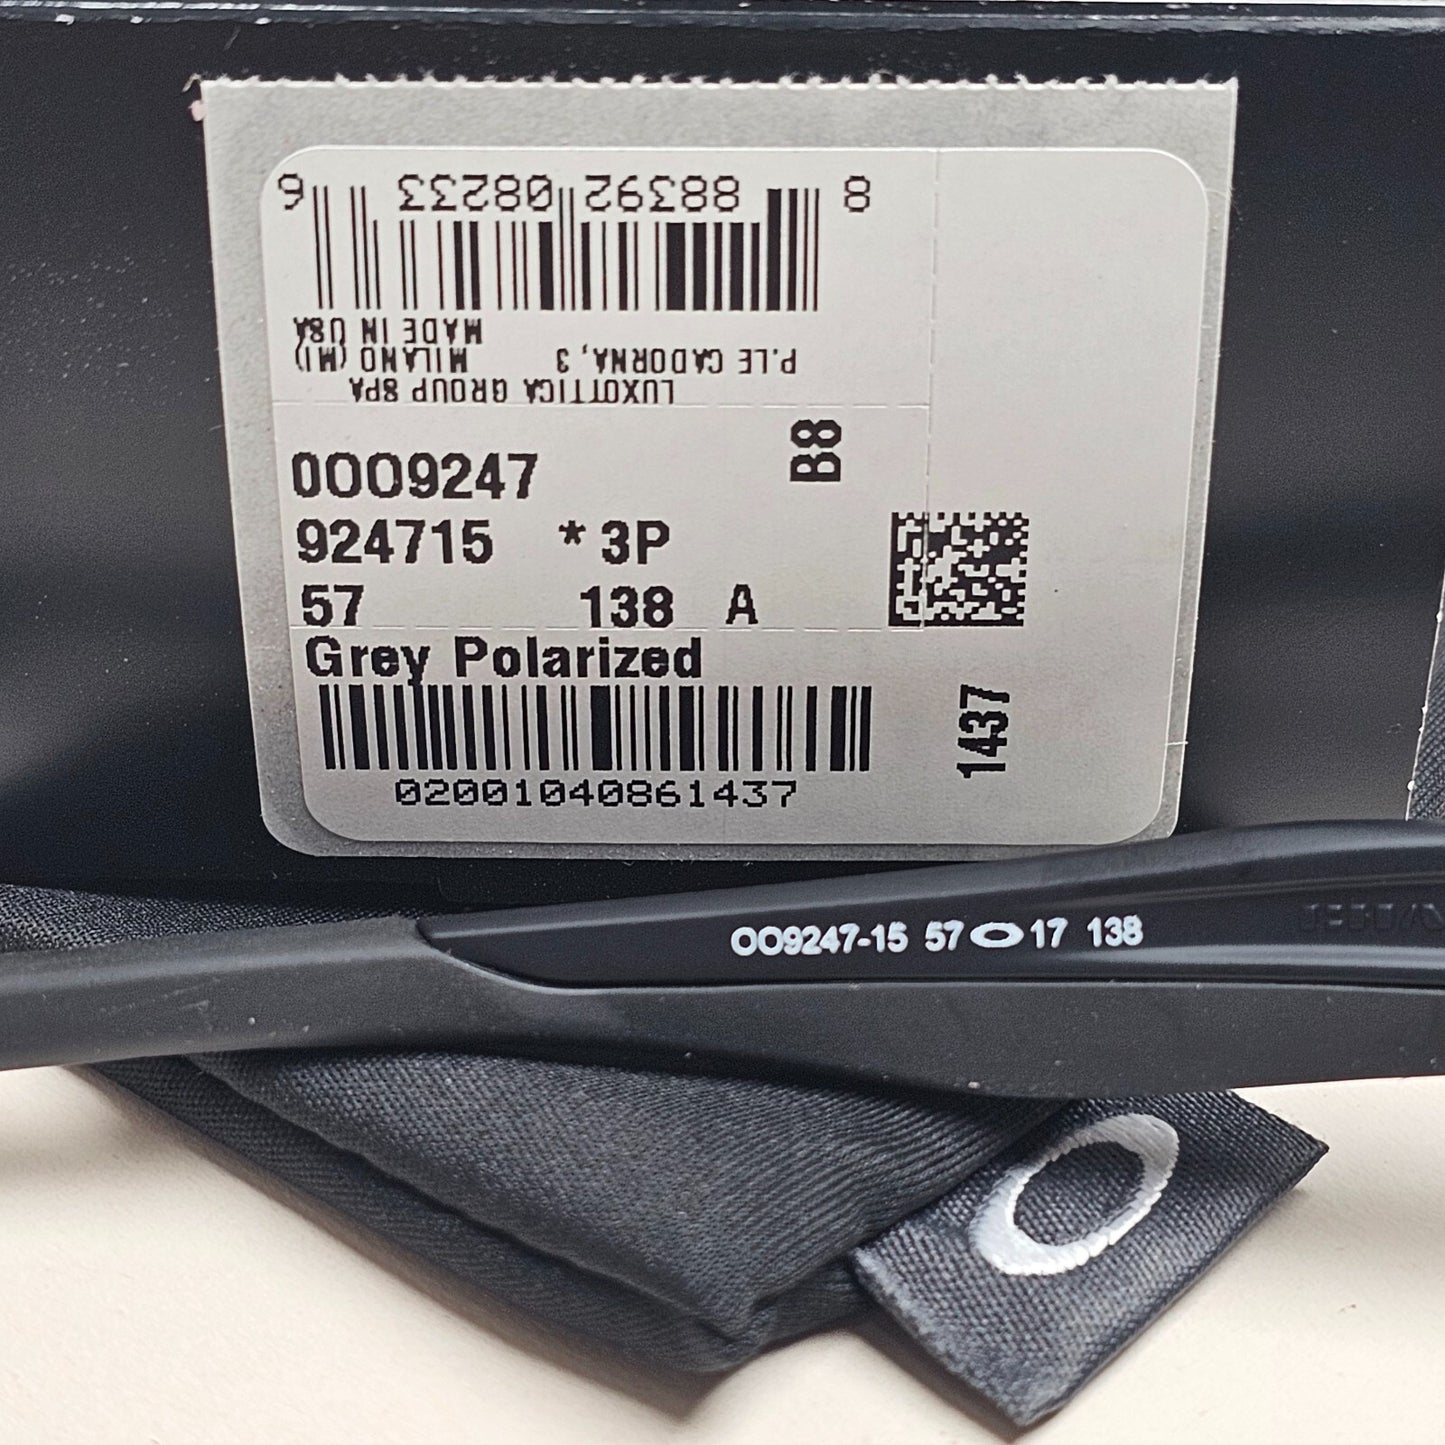 8 88392 08233 6
LUXOTTICA GROUP SPA
P.LE CADORNA, 3 MILANO (MI)
MADE IN USA
0OO9247
B8
924715 * 3P
57 138 A
Grey Polarized
02001040861437
1437
OO9247-15 57 17 138